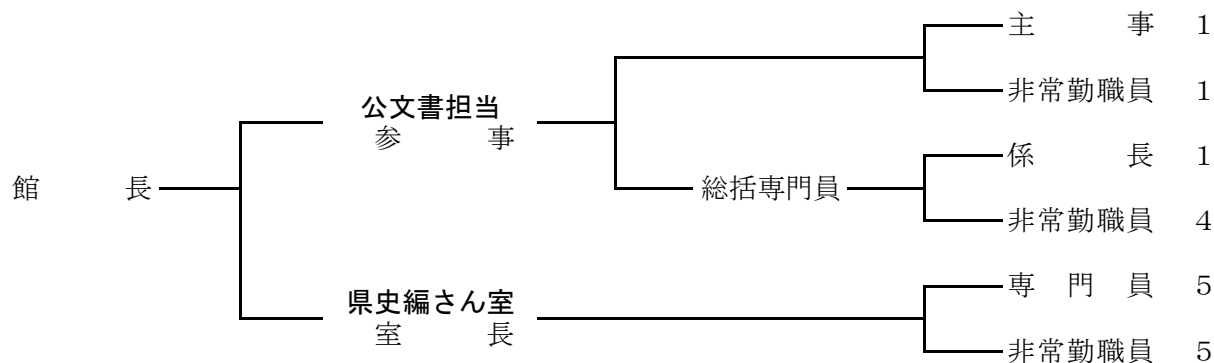 主事 1
非常勤職員 1
公文書担当
参事
係長 1
館長
総括専門員
非常勤職員 4
専門員 5
県史編さん室
室長
非常勤職員 5